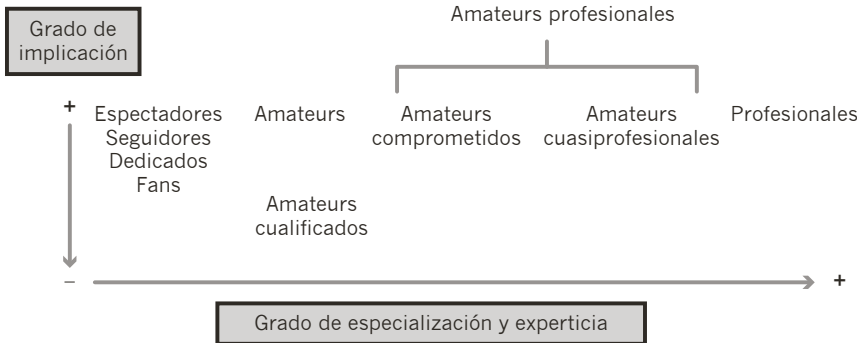 Amateurs profesionales
Grado de
implicación
+
Espectadores
Seguidores
Dedicados
Fans
Amateurs
Amateurs
cualificados
Amateurs
comprometidos
Amateurs
cuasiprofesionales
Profesionales
–
+
Grado de especialización y experticia